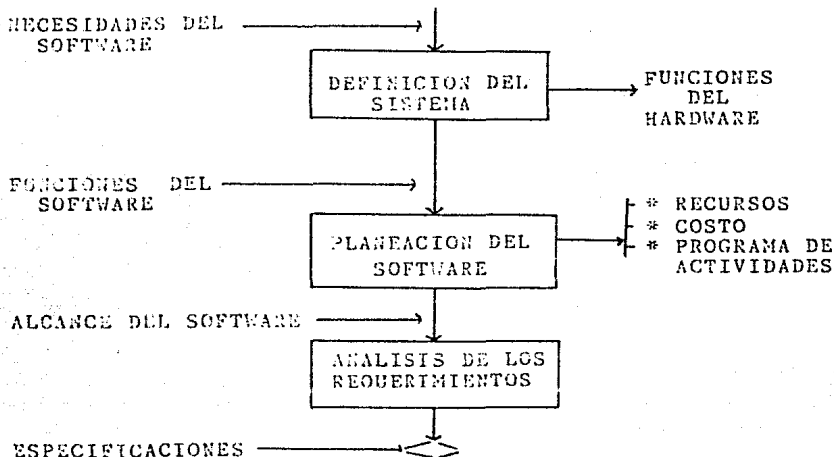 NECESIDADES DEL
SOFTWARE
DEFINICION DEL
SISTEMA
FUNCIONES
DEL
HARDWARE
FUNCIONES DEL
SOFTWARE
* RECURSOS
* COSTO
* PROGRAMA DE
ACTIVIDADES
PLANEACION DEL
SOFTWARE
ALCANCE DEL SOFTWARE
ANALISIS DE LOS
REQUERIMIENTOS
ESPECIFICACIONES